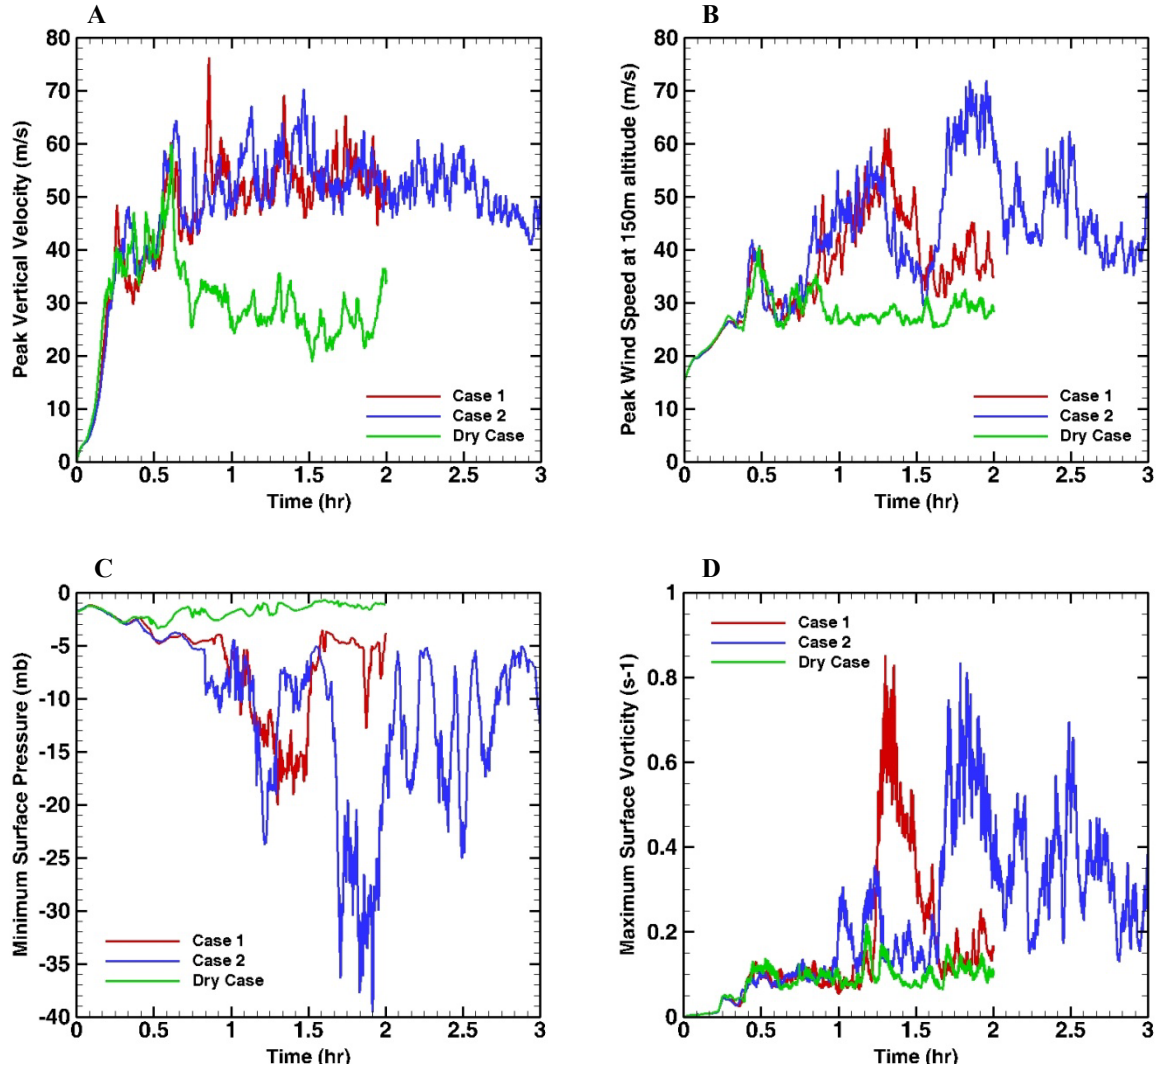 A
Peak Vertical Velocity (m/s)
80
70
60
50
40
30
20
10
0
0 0.5 1 1.5 2 2.5 3
Time (hr)
Case 1
Case 2
Dry Case
B
Peak Wind Speed at 150m altitude (m/s)
80
70
60
50
40
30
20
10
0
0 0.5 1 1.5 2 2.5 3
Time (hr)
Case 1
Case 2
Dry Case
C
Minimum Surface Pressure (mb)
0
-5
-10
-15
-20
-25
-30
-35
-40
0 0.5 1 1.5 2 2.5 3
Time (hr)
Case 1
Case 2
Dry Case
D
Maximum Surface Vorticity (s-1)
1
0.8
0.6
0.4
0.2
0
0 0.5 1 1.5 2 2.5 3
Time (hr)
Case 1
Case 2
Dry Case